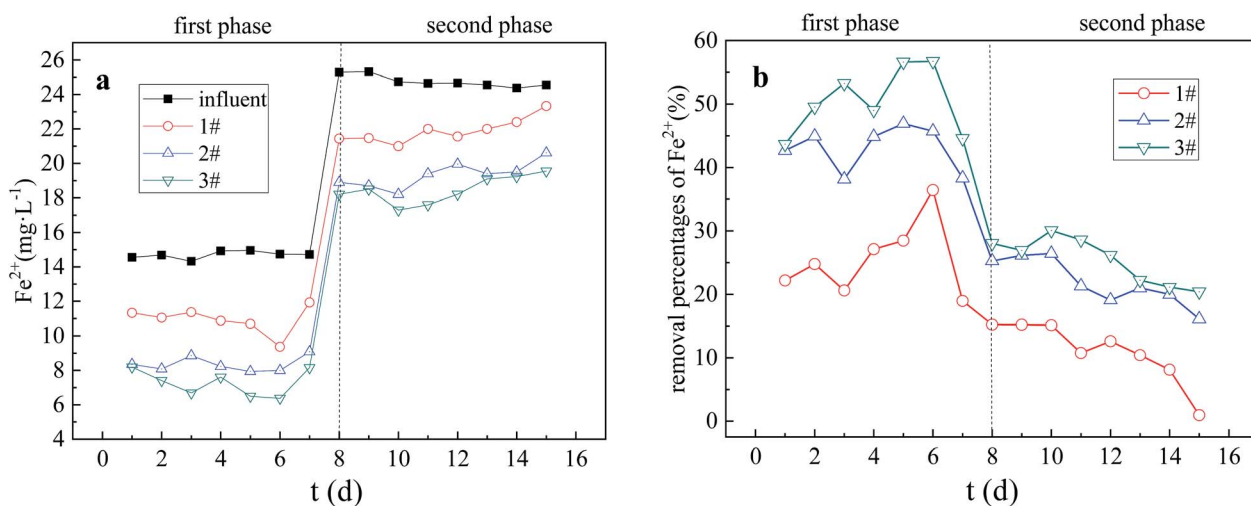 first phase second phase
a
Fe²⁺(mg·L⁻¹)
26
24
22
20
18
16
14
12
10
8
6
4
influent
1#
2#
3#
0 2 4 6 8 10 12 14 16
t (d)
first phase second phase
b
removal percentages of Fe²⁺(%)
60
50
40
30
20
10
0
1#
2#
3#
0 2 4 6 8 10 12 14 16
t (d)